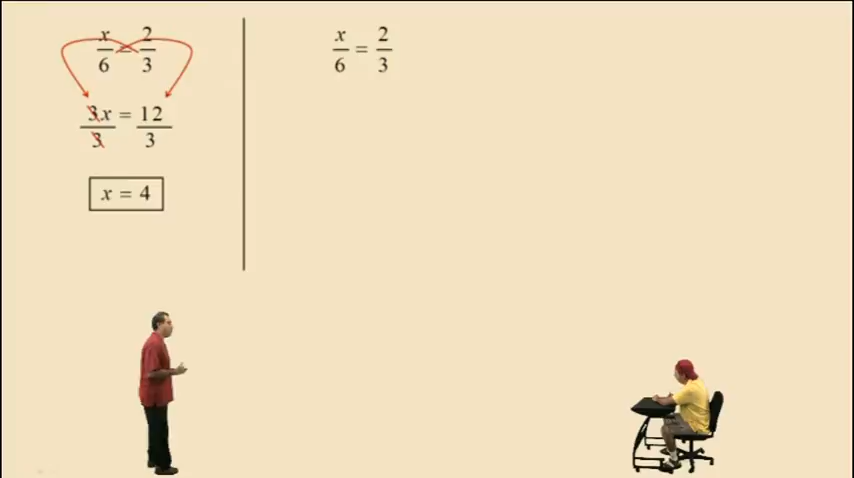 x/6 = 2/3
3x/3 = 12/3
x = 4
x/6 = 2/3